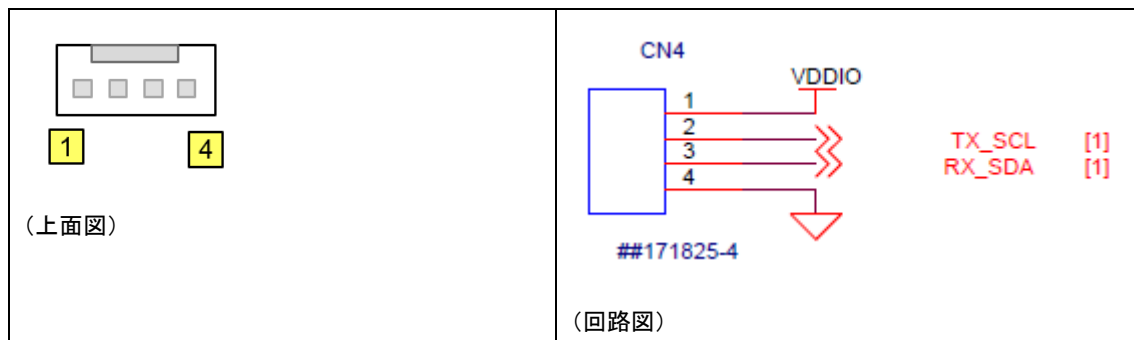 1
4
（上面図）
CN4
VDDIO
1
2
3
4
TX_SCL [1]
RX_SDA [1]
##171825-4
（回路図）